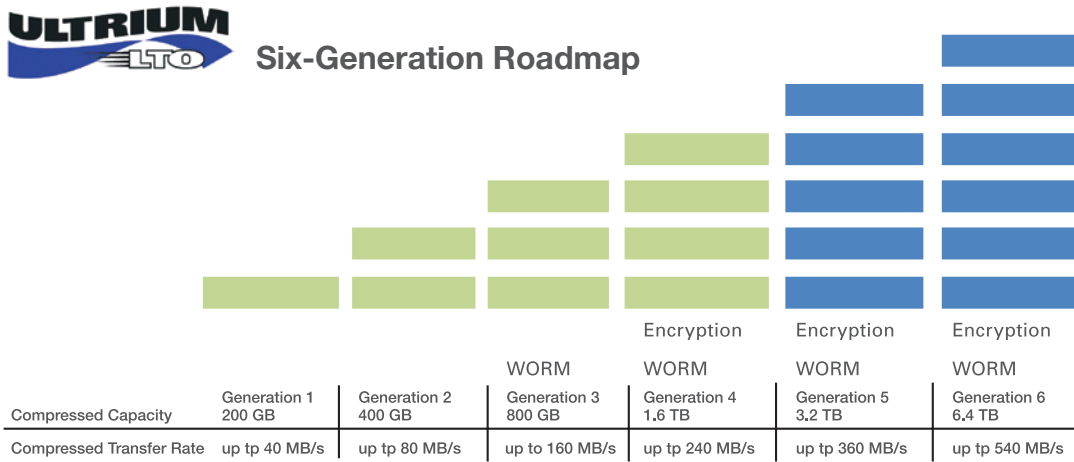 ULTRIUM
LTO
Six-Generation Roadmap
Encryption Encryption Encryption
WORM WORM WORM WORM
Generation 1 Generation 2 Generation 3 Generation 4 Generation 5 Generation 6
Compressed Capacity 200 GB 400 GB 800 GB 1.6 TB 3.2 TB 6.4 TB
Compressed Transfer Rate up tp 40 MB/s up tp 80 MB/s up to 160 MB/s up tp 240 MB/s up tp 360 MB/s up tp 540 MB/s